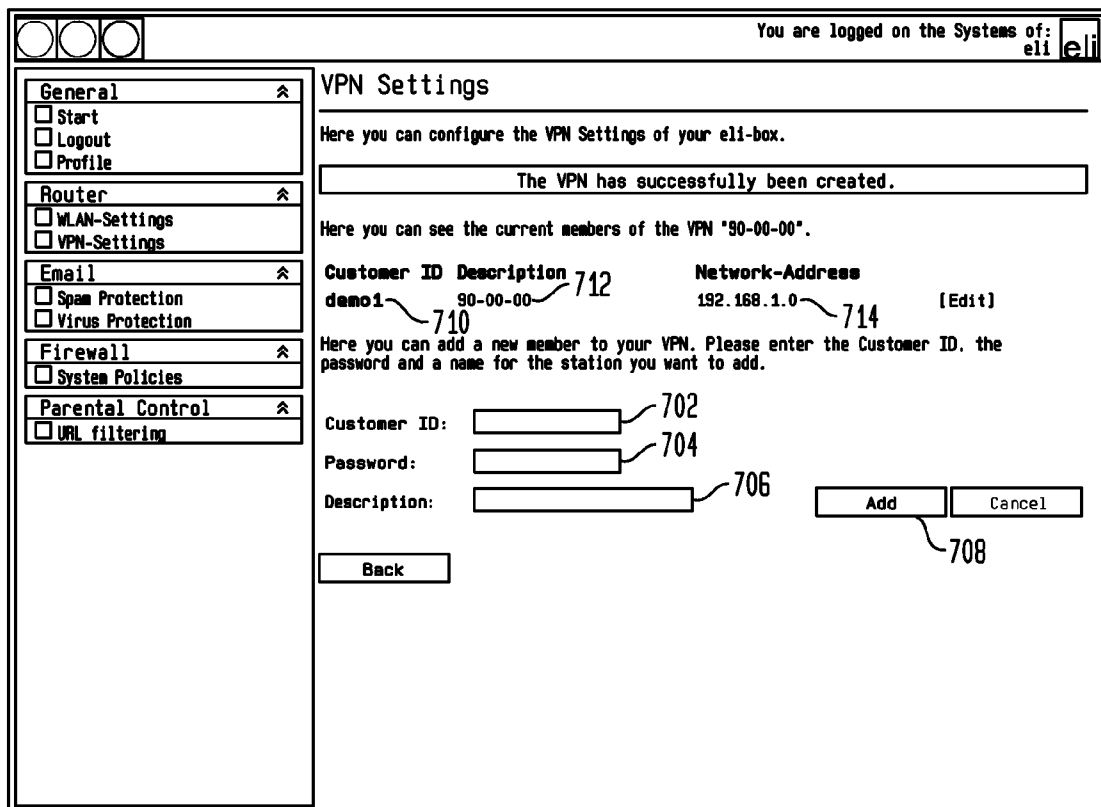 You are logged on the Systems of:
eli
eli
General
Start
Logout
Profile
Router
WLAN-Settings
VPN-Settings
Email
Spam Protection
Virus Protection
Firewall
System Policies
Parental Control
URL filtering
VPN Settings
Here you can configure the VPN Settings of your eli-box.
The VPN has successfully been created.
Here you can see the current members of the VPN "90-00-00".
Customer ID Description Network-Address
demo1 710 90-00-00 712 192.168.1.0 714 [Edit]
Here you can add a new member to your VPN. Please enter the Customer ID, the
password and a name for the station you want to add.
Customer ID: 702
Password: 704
Description: 706 Add Cancel
708
Back